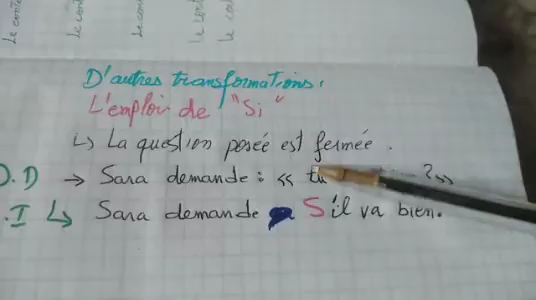 D'autres transformations :
L'emploi de "Si"
↳ La question posée est fermée.
D.D → Sara demande : « tu ?»
.I ↳ Sara demande S'il va bien.